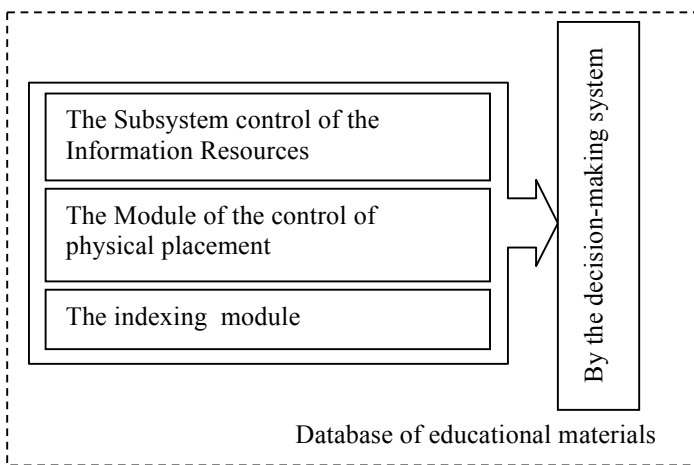 The Subsystem control of the
Information Resources
The Module of the control of
physical placement
The indexing module
By the decision-making system
Database of educational materials